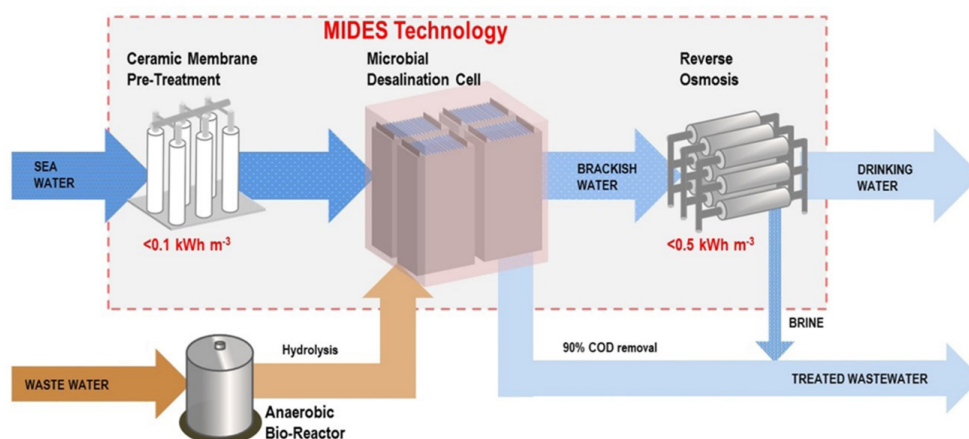 MIDES Technology
Ceramic Membrane
Pre-Treatment
Microbial
Desalination Cell
Reverse
Osmosis
SEA
WATER
BRACKISH
WATER
DRINKING
WATER
<0.1 kWh m-3
<0.5 kWh m-3
BRINE
Hydrolysis
90% COD removal
WASTE WATER
TREATED WASTEWATER
Anaerobic
Bio-Reactor